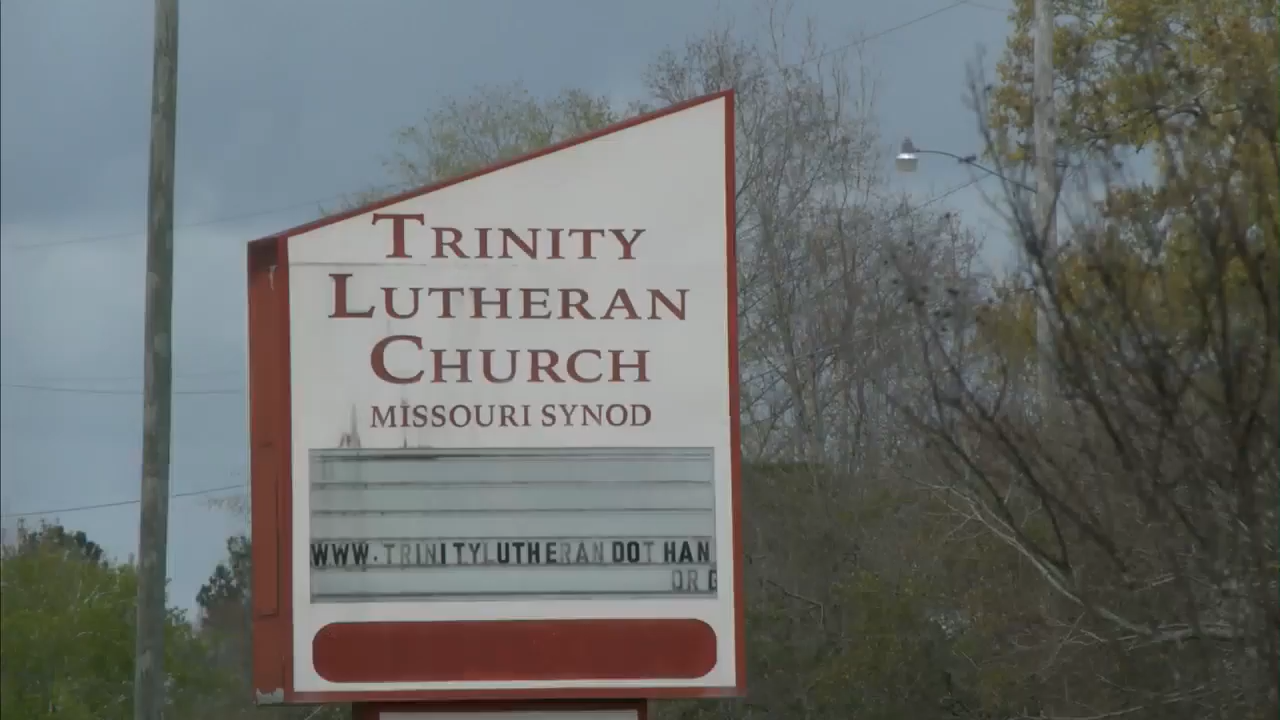 TRINITY
LUTHERAN
CHURCH
MISSOURI SYNOD
WWW.TRINITYLUTHERANDOTHAN
ORG